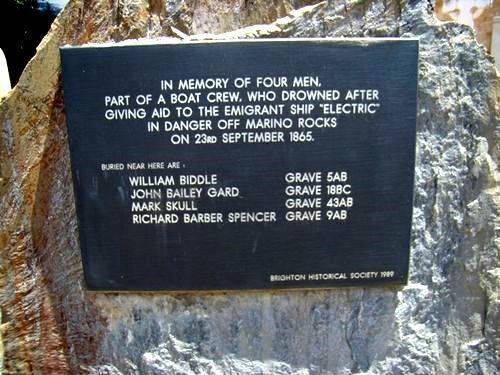 IN MEMORY OF FOUR MEN,
PART OF A BOAT CREW, WHO DROWNED AFTER
GIVING AID TO THE EMIGRANT SHIP "ELECTRIC"
IN DANGER OFF MARINO ROCKS
ON 23RD SEPTEMBER 1865.
BURIED NEAR HERE ARE :
WILLIAM BIDDLE GRAVE 5AB
JOHN BAILEY GARD GRAVE 18BC
MARK SKULL GRAVE 43AB
RICHARD BARBER SPENCER GRAVE 9AB
BRIGHTON HISTORICAL SOCIETY 1989